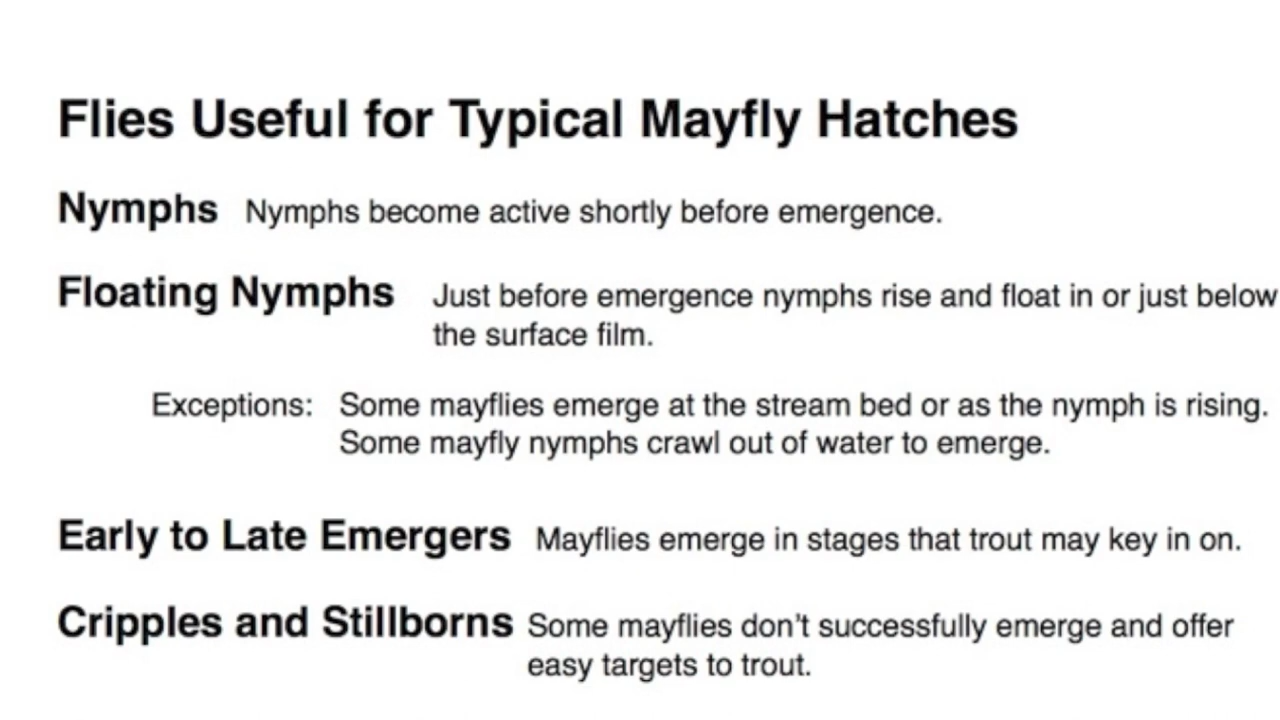 Flies Useful for Typical Mayfly Hatches
Nymphs Nymphs become active shortly before emergence.
Floating Nymphs Just before emergence nymphs rise and float in or just below
the surface film.
Exceptions: Some mayflies emerge at the stream bed or as the nymph is rising.
Some mayfly nymphs crawl out of water to emerge.
Early to Late Emergers Mayflies emerge in stages that trout may key in on.
Cripples and Stillborns Some mayflies don't successfully emerge and offer
easy targets to trout.